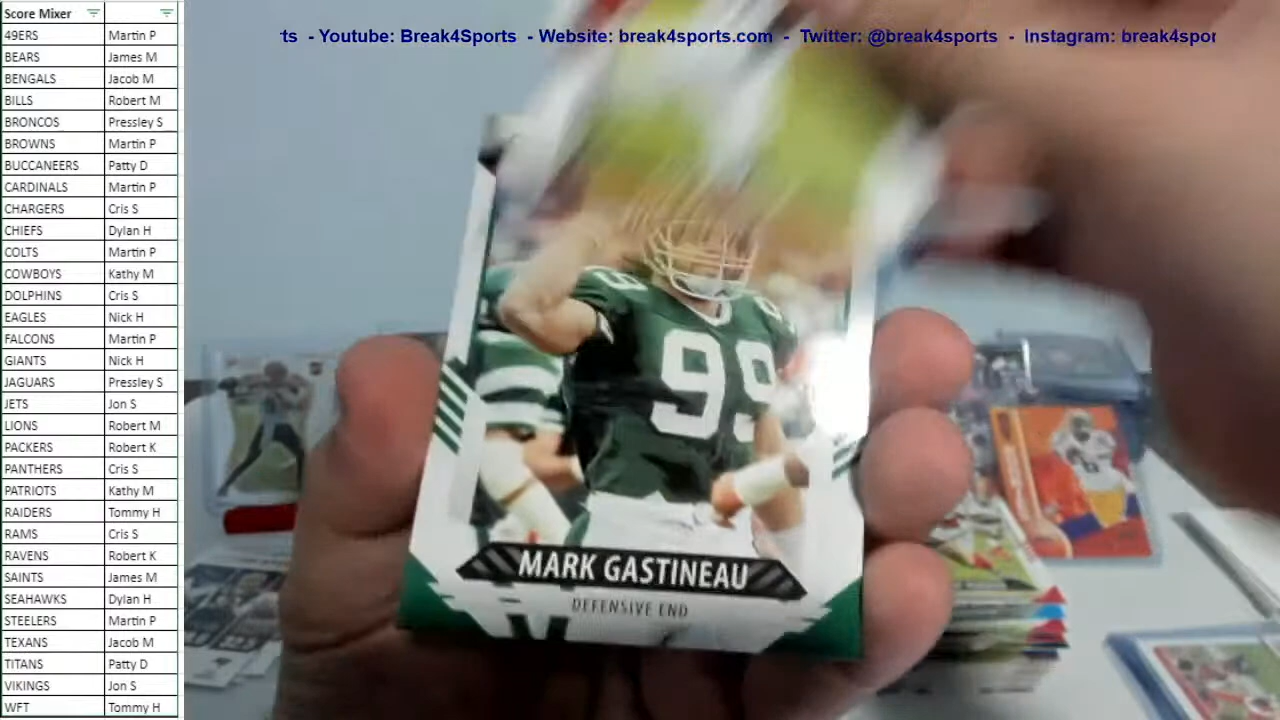 Score Mixer
49ERS Martin P
BEARS James M
BENGALS Jacob M
BILLS Robert M
BRONCOS Pressley S
BROWNS Martin P
BUCCANEERS Patty D
CARDINALS Martin P
CHARGERS Cris S
CHIEFS Dylan H
COLTS Martin P
COWBOYS Kathy M
DOLPHINS Cris S
EAGLES Nick H
FALCONS Martin P
GIANTS Nick H
JAGUARS Pressley S
JETS Jon S
LIONS Robert M
PACKERS Robert K
PANTHERS Cris S
PATRIOTS Kathy M
RAIDERS Tommy H
RAMS Cris S
RAVENS Robert K
SAINTS James M
SEAHAWKS Dylan H
STEELERS Martin P
TEXANS Jacob M
TITANS Patty D
VIKINGS Jon S
WFT Tommy H
ts - Youtube: Break4Sports - Website: break4sports.com - Twitter: @break4sports - Instagram: break4spor
99
99
MARK GASTINEAU
DEFENSIVE END